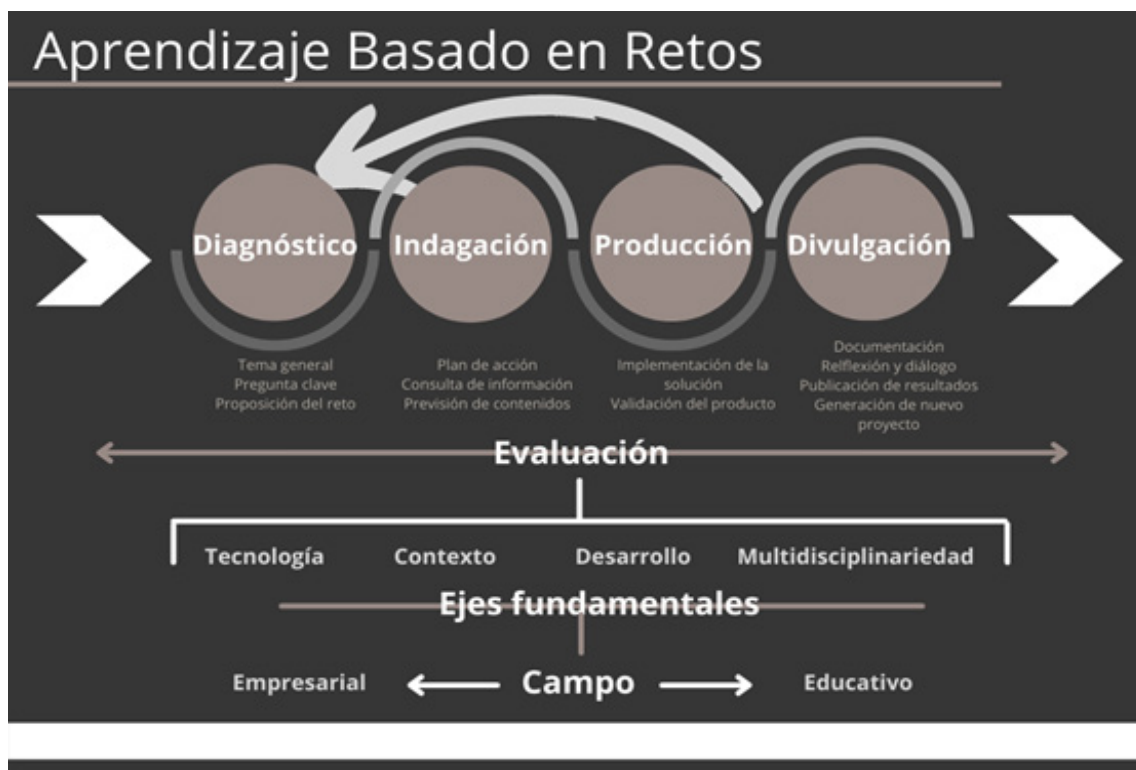 Aprendizaje Basado en Retos
Diagnóstico
Indagación
Producción
Divulgación
Tema general
Pregunta clave
Proposición del reto
Plan de acción
Consulta de información
Previsión de contenidos
Implementación de la
solución
Validación del producto
Documentación
Relflexión y diálogo
Publicación de resultados
Generación de nuevo
proyecto
Evaluación
Tecnología
Contexto
Desarrollo
Multidisciplinariedad
Ejes fundamentales
Empresarial
Campo
Educativo